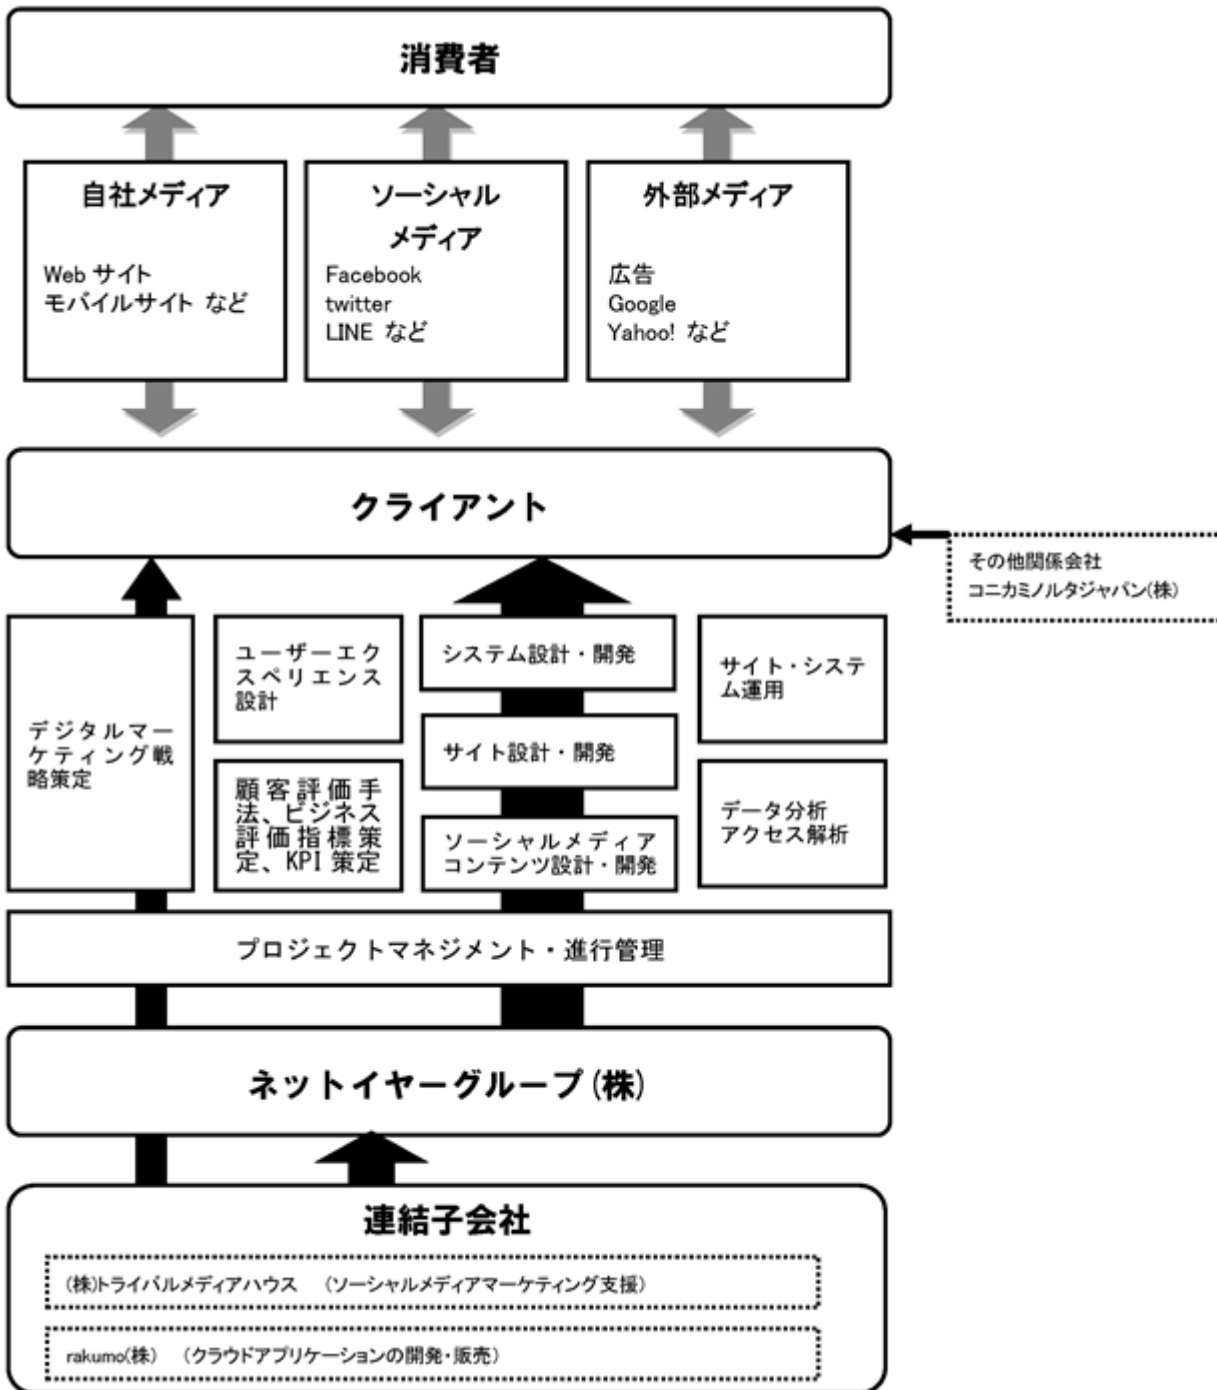 消費者
自社メディア
Web サイト
モバイルサイト など
ソーシャル
メディア
Facebook
twitter
LINE など
外部メディア
広告
Google
Yahoo! など
クライアント
その他関係会社
コニカミノルタジャパン(株)
デジタルマー
ケティング戦
略策定
ユーザーエク
スペリエンス
設計
顧客評価手
法、ビジネス
評価指標策
定、KPI 策定
システム設計・開発
サイト設計・開発
ソーシャルメディア
コンテンツ設計・開発
サイト・システ
ム運用
データ分析
アクセス解析
プロジェクトマネジメント・進行管理
ネットイヤーグループ(株)
連結子会社
(株)トライバルメディアハウス (ソーシャルメディアマーケティング支援)
rakumo(株) (クラウドアプリケーションの開発・販売)